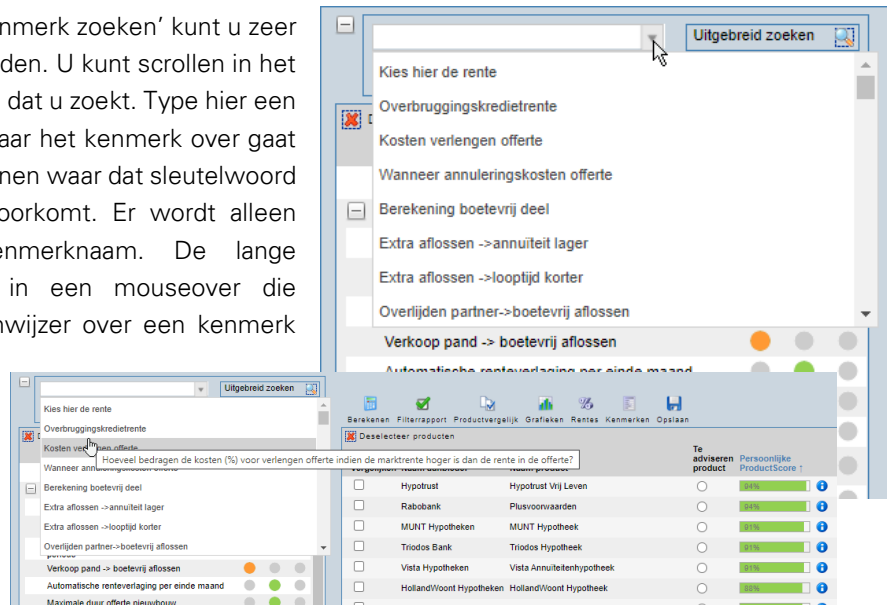 nmerk zoeken’ kunt u zeer
den. U kunt scrollen in het
dat u zoekt. Type hier een
aar het kenmerk over gaat
nen waar dat sleutelwoord
oorkomt. Er wordt alleen
enmerknaam. De lange
in een mouseover die
nwijzer over een kenmerk
Uitgebreid zoeken
Kies hier de rente
Overbruggingskredietrente
Kosten verlengen offerte
Wanneer annuleringskosten offerte
Berekening boetevrij deel
Extra aflossen ->annuïteit lager
Extra aflossen ->looptijd korter
Overlijden partner->boetevrij aflossen
Verkoop pand -> boetevrij aflossen
Automatische renteverlaging per einde maand
Uitgebreid zoeken
Kies hier de rente
Overbruggingskredietrente
Kosten verlengen offerte
Wanneer
Berekening boetevrij deel
Extra aflossen ->annuïteit lager
Extra aflossen ->looptijd korter
Overlijden partner->boetevrij aflossen
periode
Verkoop pand -> boetevrij aflossen
Automatische renteverlaging per einde maand
Maximale duur offerte nieuwbouw
Hoeveel bedragen de kosten (%) voor verlengen offerte indien de marktrente hoger is dan de rente in de offerte?
Berekenen Filterrapport Productvergelijk Grafieken Rentes Kenmerken Opslaan
Deselecteer producten
Te adviseren product
Persoonlijke ProductScore ↑
Hypotrust Hypotrust Vrij Leven 94%
Rabobank Plusvoorwaarden 94%
MUNT Hypotheken MUNT Hypotheek 91%
Triodos Bank Triodos Hypotheek 91%
Vista Hypotheken Vista Annuïteitenhypotheek 91%
HollandWoont Hypotheken HollandWoont Hypotheek 88%